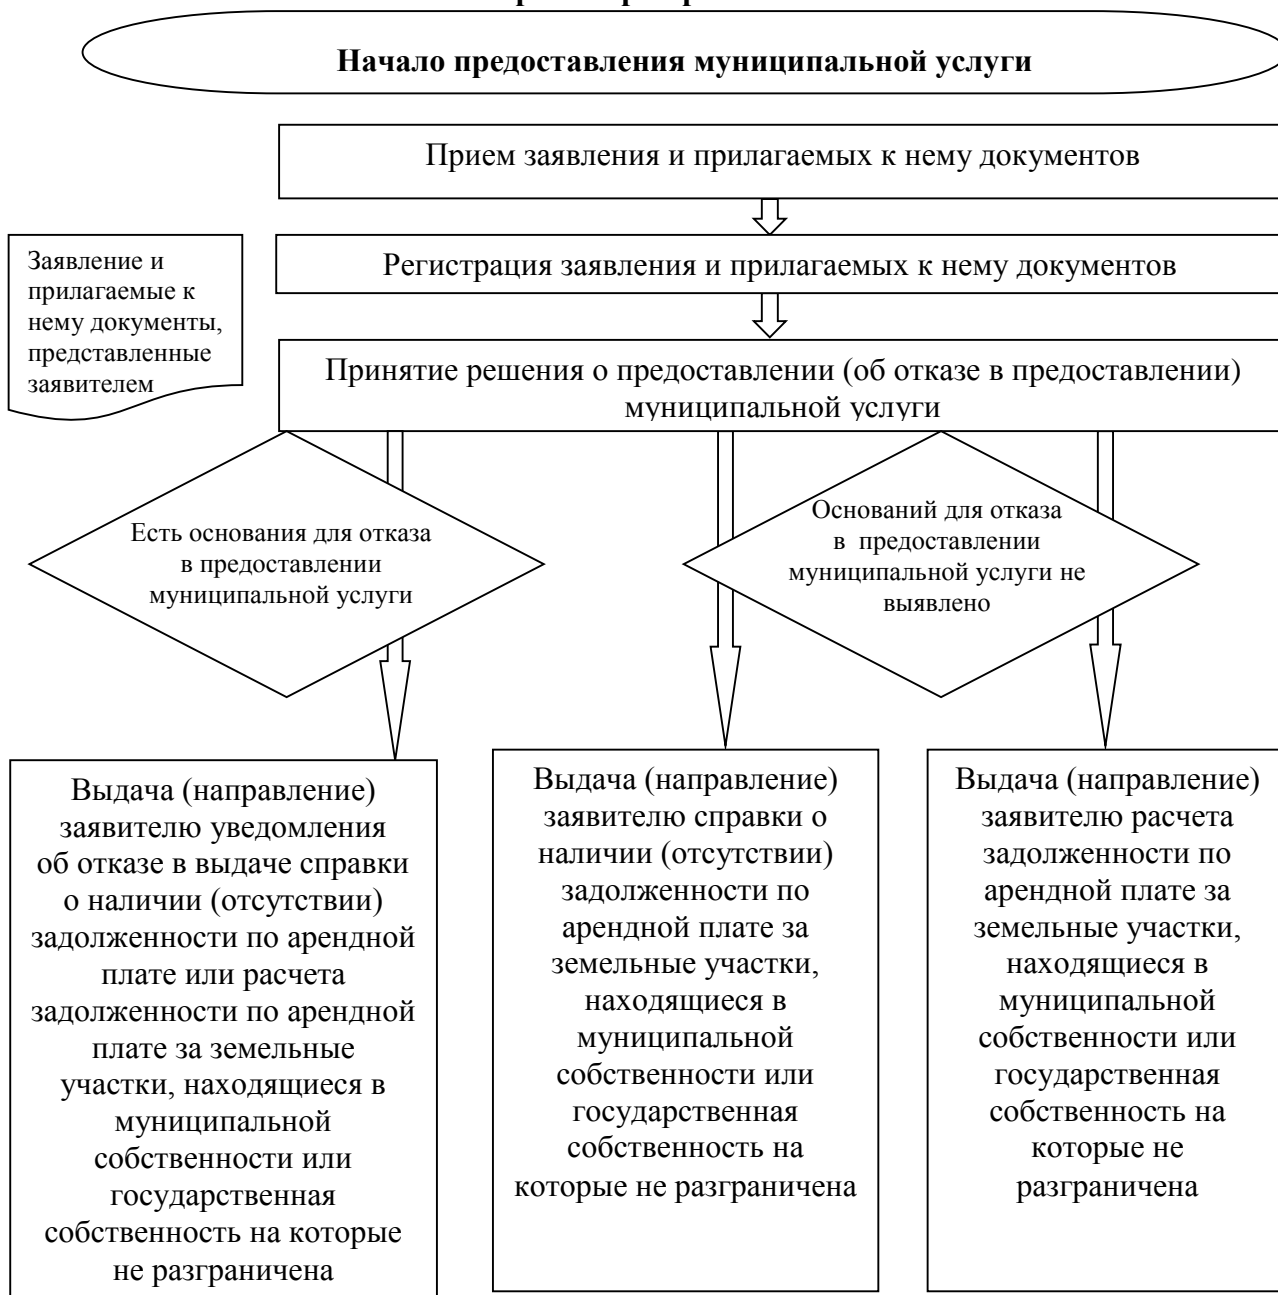 Начало предоставления муниципальной услуги
Прием заявления и прилагаемых к нему документов
Регистрация заявления и прилагаемых к нему документов
Заявление и
прилагаемые к
нему документы,
представленные
заявителем
Принятие решения о предоставлении (об отказе в предоставлении)
муниципальной услуги
Есть основания для отказа
в предоставлении
муниципальной услуги
Оснований для отказа
в предоставлении
муниципальной услуги не
выявлено
Выдача (направление)
заявителю уведомления
об отказе в выдаче справки
о наличии (отсутствии)
задолженности по арендной
плате или расчета
задолженности по арендной
плате за земельные
участки, находящиеся в
муниципальной
собственности или
государственная
собственность на которые
не разграничена
Выдача (направление)
заявителю справки о
наличии (отсутствии)
задолженности по
арендной плате за
земельные участки,
находящиеся в
муниципальной
собственности или
государственная
собственность на
которые не разграничена
Выдача (направление)
заявителю расчета
задолженности по
арендной плате за
земельные участки,
находящиеся в
муниципальной
собственности или
государственная
собственность на
которые не
разграничена